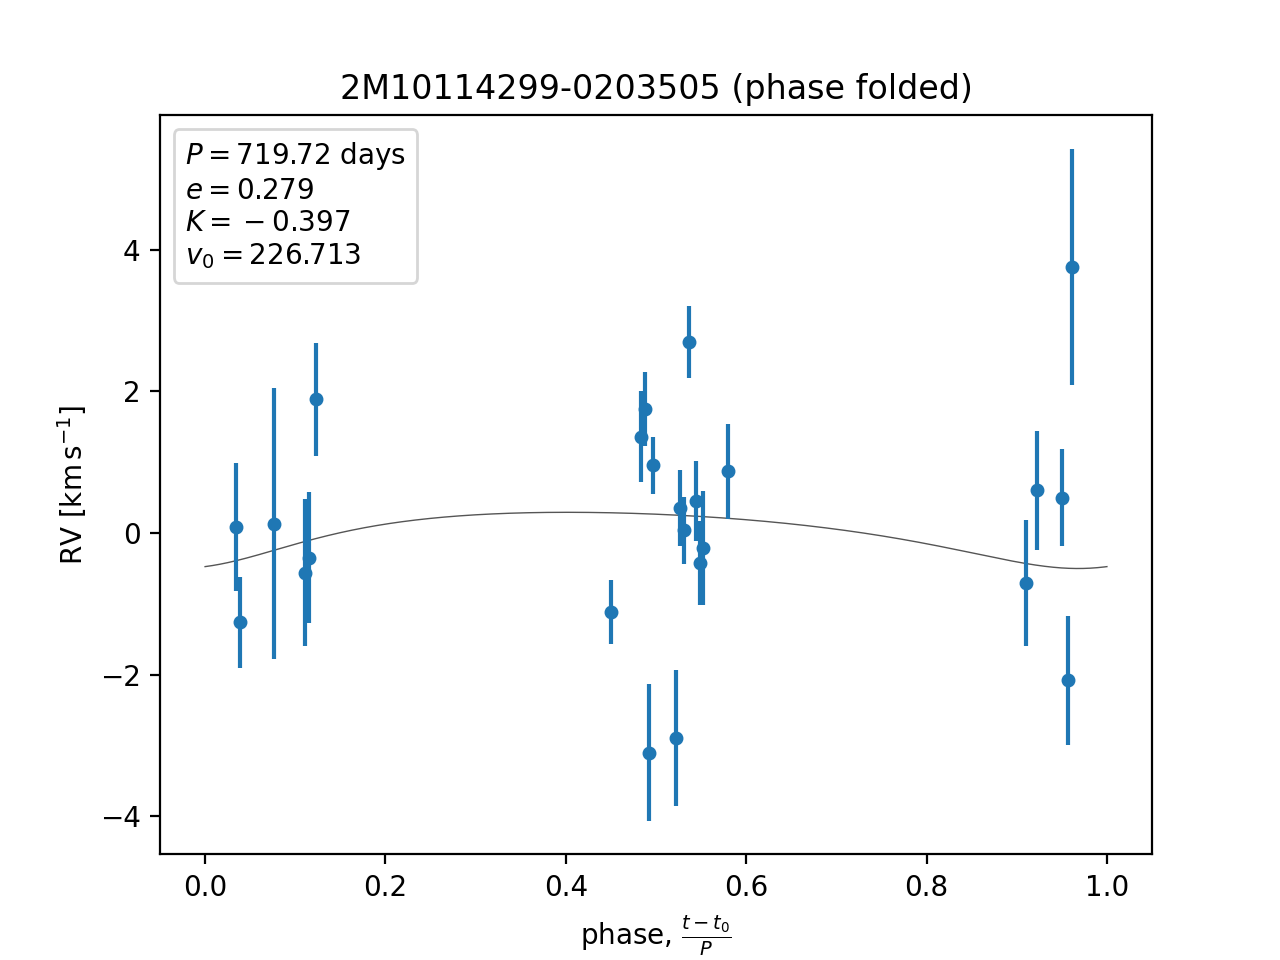 2M10114299-0203505 (phase folded)
P = 719.72 days
e = 0.279
K = − 0.397
v₀ = 226.713
4
2
0
−2
−4
RV [km s⁻¹]
0.0 0.2 0.4 0.6 0.8 1.0
phase, (t − t₀)/P